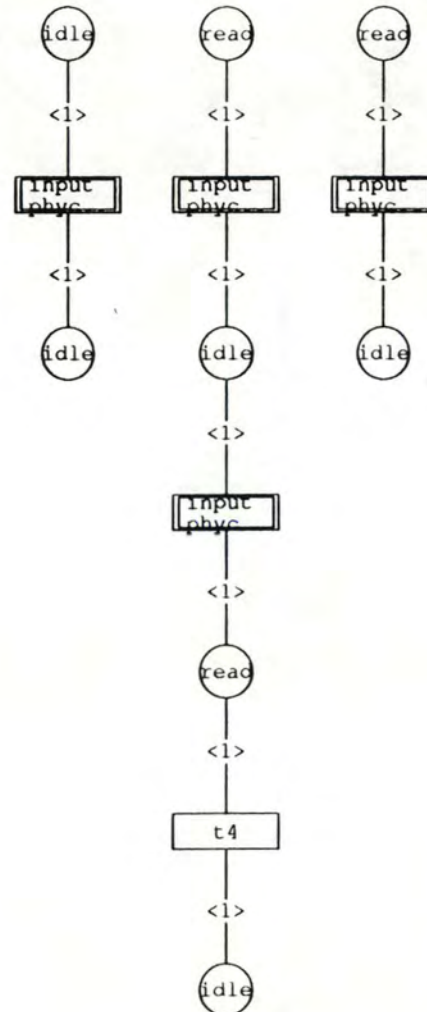 idle read read
<1> <1> <1>
Input Input Input
phyc phyc phyc
<1> <1> <1>
idle idle idle
<1>
Input
phyc
<1>
read
<1>
t4
<1>
idle